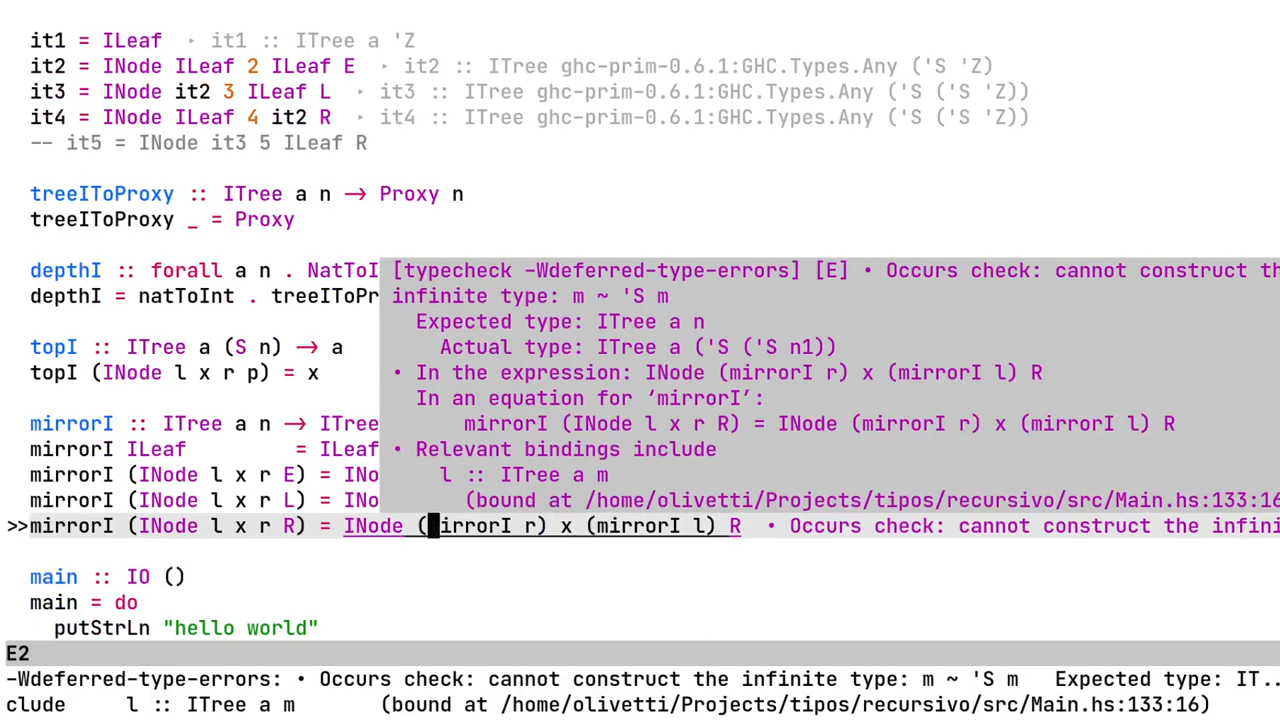 it1 = ILeaf ‣ it1 :: ITree a 'Z
it2 = INode ILeaf 2 ILeaf E ‣ it2 :: ITree ghc-prim-0.6.1:GHC.Types.Any ('S 'Z)
it3 = INode it2 3 ILeaf L ‣ it3 :: ITree ghc-prim-0.6.1:GHC.Types.Any ('S ('S 'Z))
it4 = INode ILeaf 4 it2 R ‣ it4 :: ITree ghc-prim-0.6.1:GHC.Types.Any ('S ('S 'Z))
-- it5 = INode it3 5 ILeaf R
treeIToProxy :: ITree a n -> Proxy n
treeIToProxy _ = Proxy
depthI :: forall a n . NatToI
depthI = natToInt . treeIToPr
topI :: ITree a (S n) -> a
topI (INode l x r p) = x
mirrorI :: ITree a n -> ITree
mirrorI ILeaf = ILeaf
mirrorI (INode l x r E) = INo
mirrorI (INode l x r L) = INo
[typecheck -Wdeferred-type-errors] [E] • Occurs check: cannot construct the
infinite type: m ~ 'S m
Expected type: ITree a n
Actual type: ITree a ('S ('S n1))
• In the expression: INode (mirrorI r) x (mirrorI l) R
In an equation for ‘mirrorI’:
mirrorI (INode l x r R) = INode (mirrorI r) x (mirrorI l) R
• Relevant bindings include
l :: ITree a m
(bound at /home/olivetti/Projects/tipos/recursivo/src/Main.hs:133:16
>>mirrorI (INode l x r R) = INode (mirrorI r) x (mirrorI l) R • Occurs check: cannot construct the infini
main :: IO ()
main = do
putStrLn "hello world"
E2
-Wdeferred-type-errors: • Occurs check: cannot construct the infinite type: m ~ 'S m Expected type: IT..
clude l :: ITree a m (bound at /home/olivetti/Projects/tipos/recursivo/src/Main.hs:133:16)